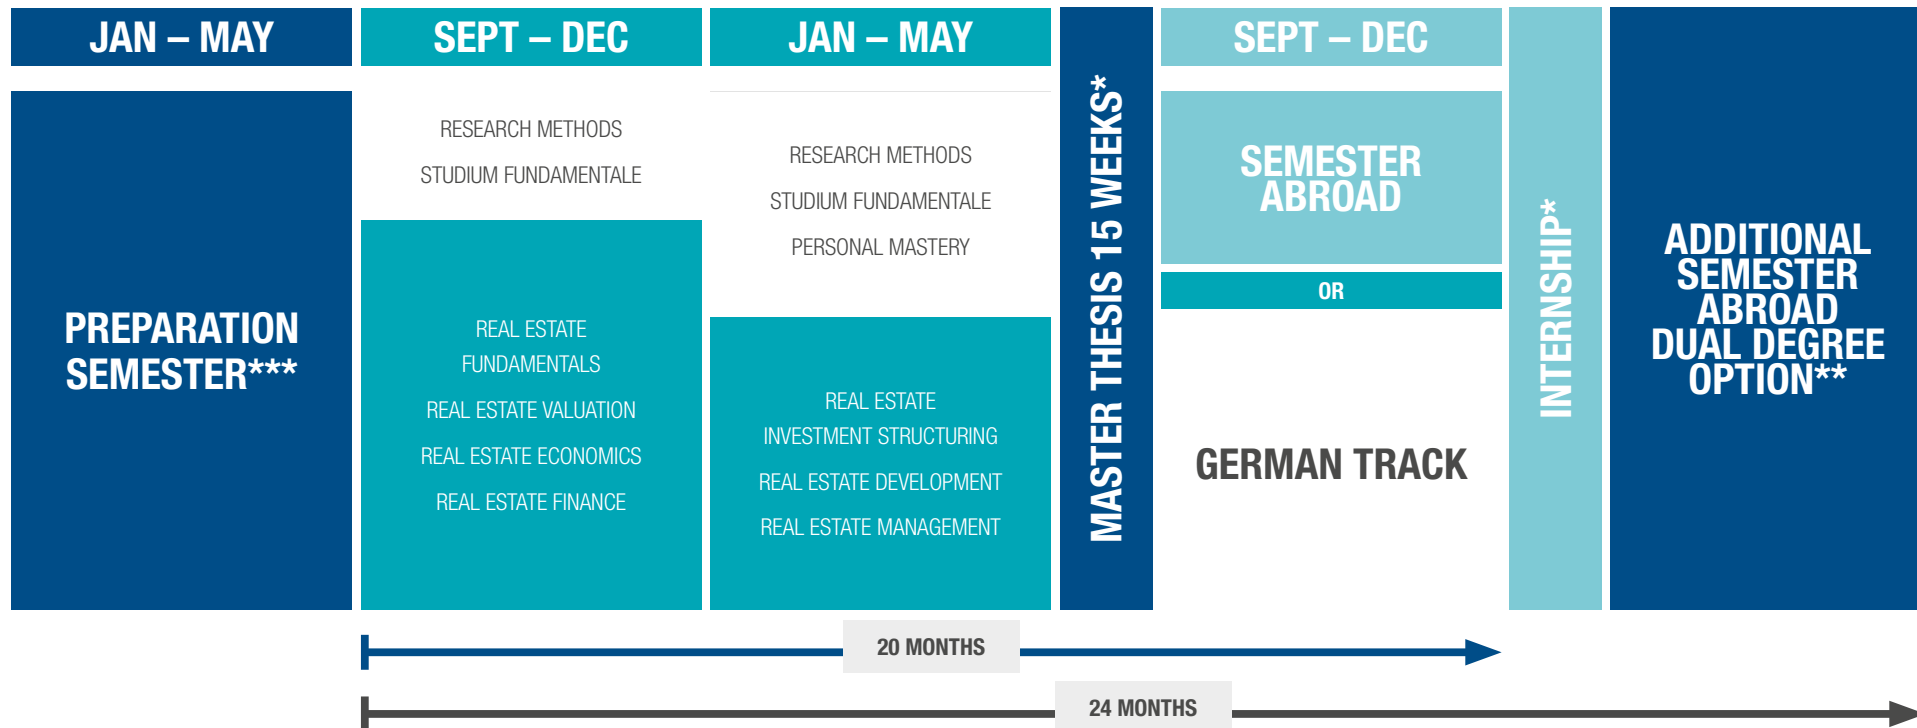 JAN – MAY
PREPARATION
SEMESTER***
SEPT – DEC
RESEARCH METHODS
STUDIUM FUNDAMENTALE
REAL ESTATE
FUNDAMENTALS
REAL ESTATE VALUATION
REAL ESTATE ECONOMICS
REAL ESTATE FINANCE
JAN – MAY
RESEARCH METHODS
STUDIUM FUNDAMENTALE
PERSONAL MASTERY
REAL ESTATE
INVESTMENT STRUCTURING
REAL ESTATE DEVELOPMENT
REAL ESTATE MANAGEMENT
MASTER THESIS 15 WEEKS*
SEPT – DEC
SEMESTER
ABROAD
OR
GERMAN TRACK
INTERNSHIP*
ADDITIONAL
SEMESTER
ABROAD
DUAL DEGREE
OPTION**
20 MONTHS
24 MONTHS